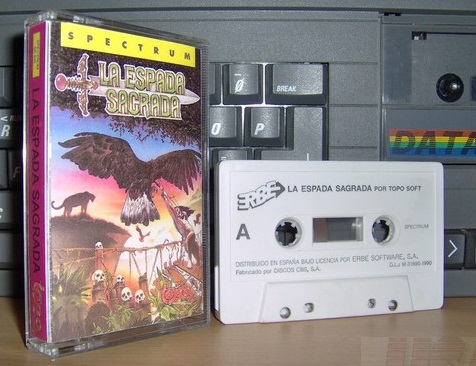 SPECTRUM
LA ESPADA
SAGRADA
LA ESPADA SAGRADA
BREAK
Ø
O
P
R
DATA
ERBE
LA ESPADA SAGRADA POR TOPO SOFT
A
SPECTRUM
DISTRIBUIDO EN ESPAÑA BAJO LICENCIA POR ERBE SOFTWARE, S.A.
Fabricado por DISCOS CBS, S.A.